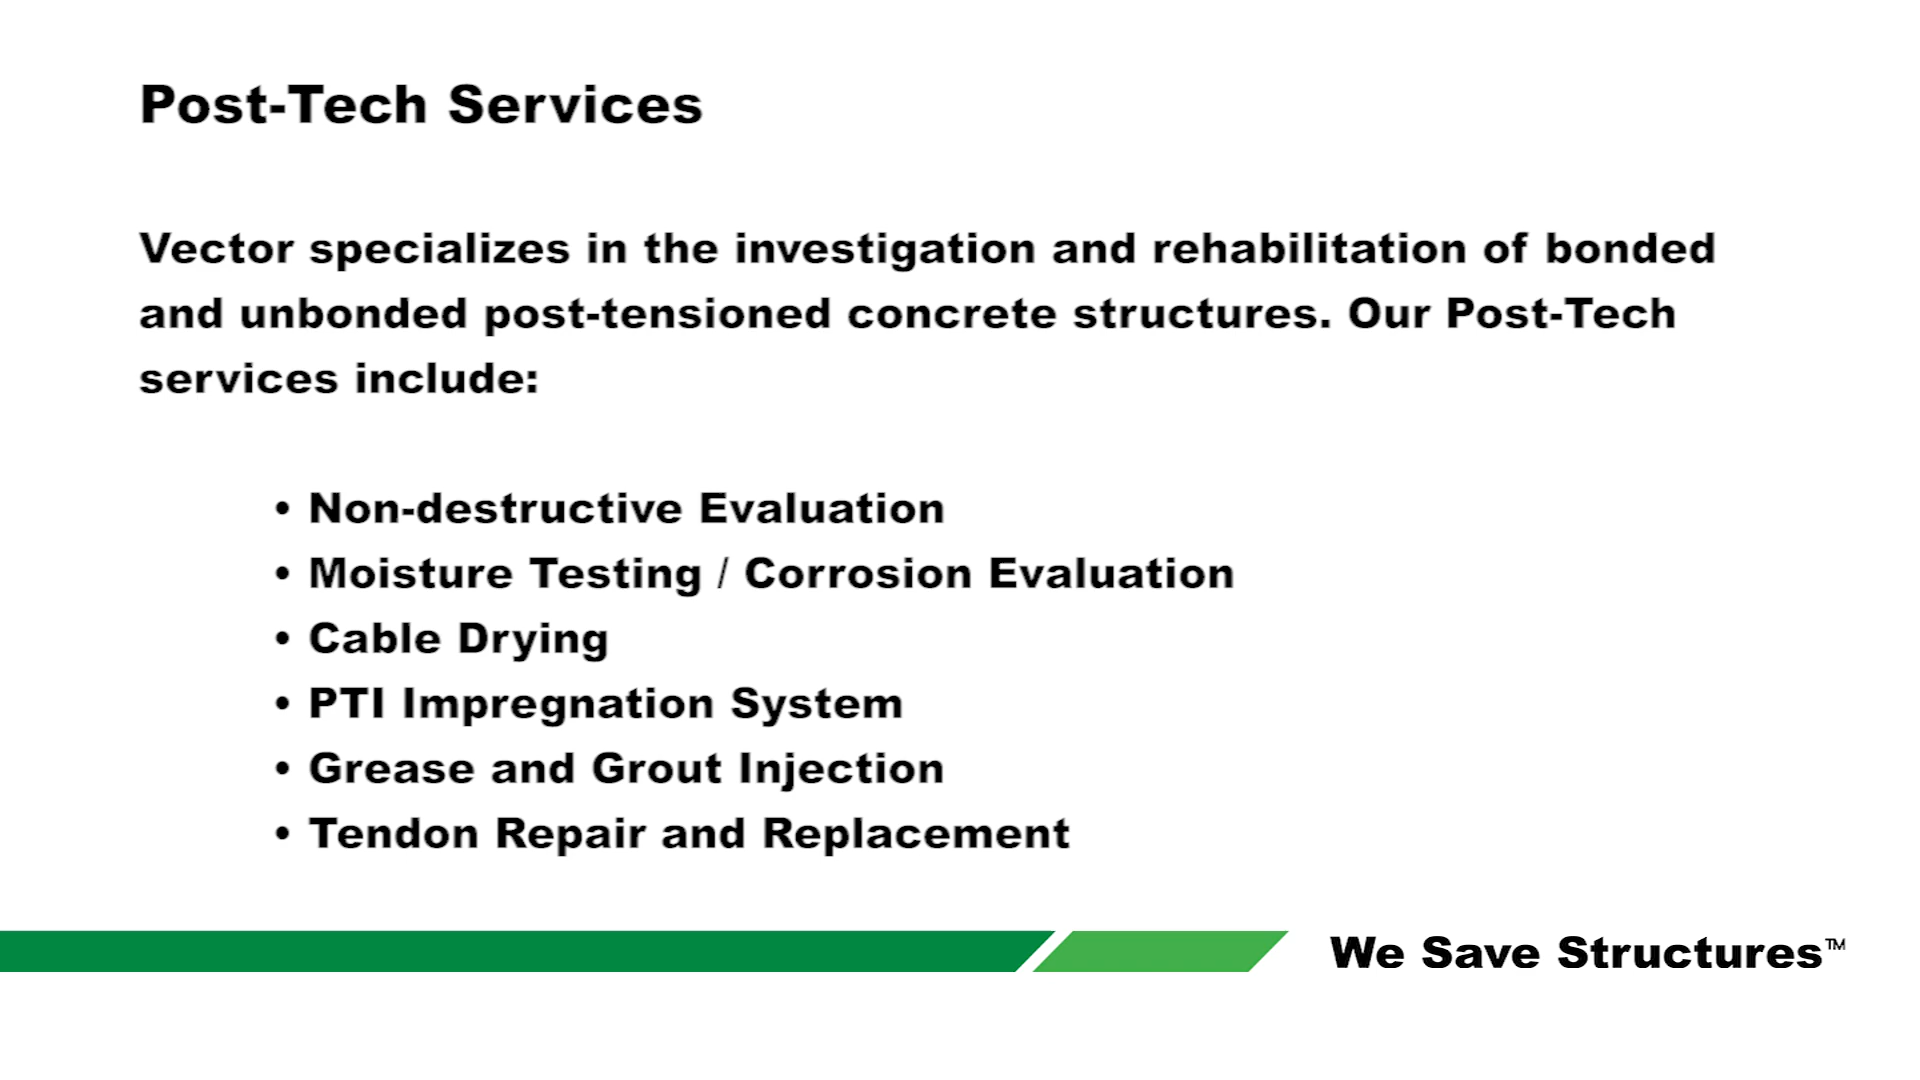 Post-Tech Services
Vector specializes in the investigation and rehabilitation of bonded
and unbonded post-tensioned concrete structures. Our Post-Tech
services include:
• Non-destructive Evaluation
• Moisture Testing / Corrosion Evaluation
• Cable Drying
• PTI Impregnation System
• Grease and Grout Injection
• Tendon Repair and Replacement
We Save Structures™